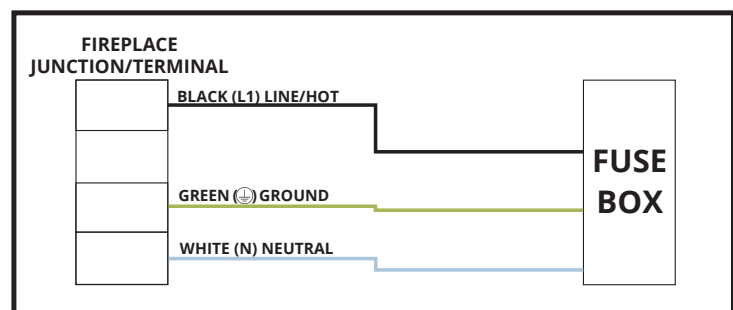 FIREPLACE
JUNCTION/TERMINAL
BLACK (L1) LINE/HOT
GREEN (⏚) GROUND
WHITE (N) NEUTRAL
FUSE
BOX